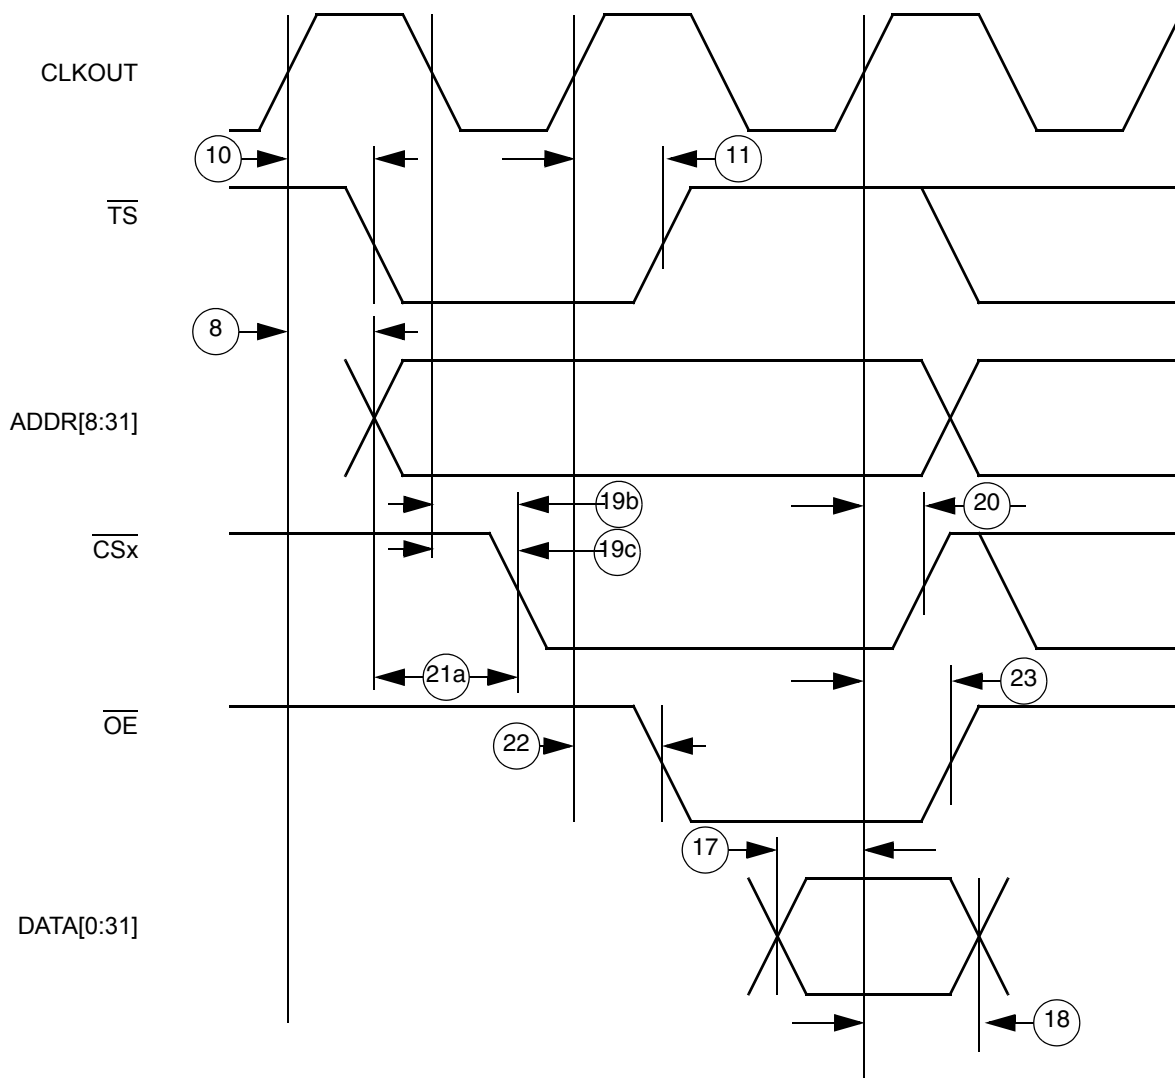 CLKOUT
10
11
TS
8
ADDR[8:31]
19b
20
CSx
19c
21a
23
OE
22
17
DATA[0:31]
18